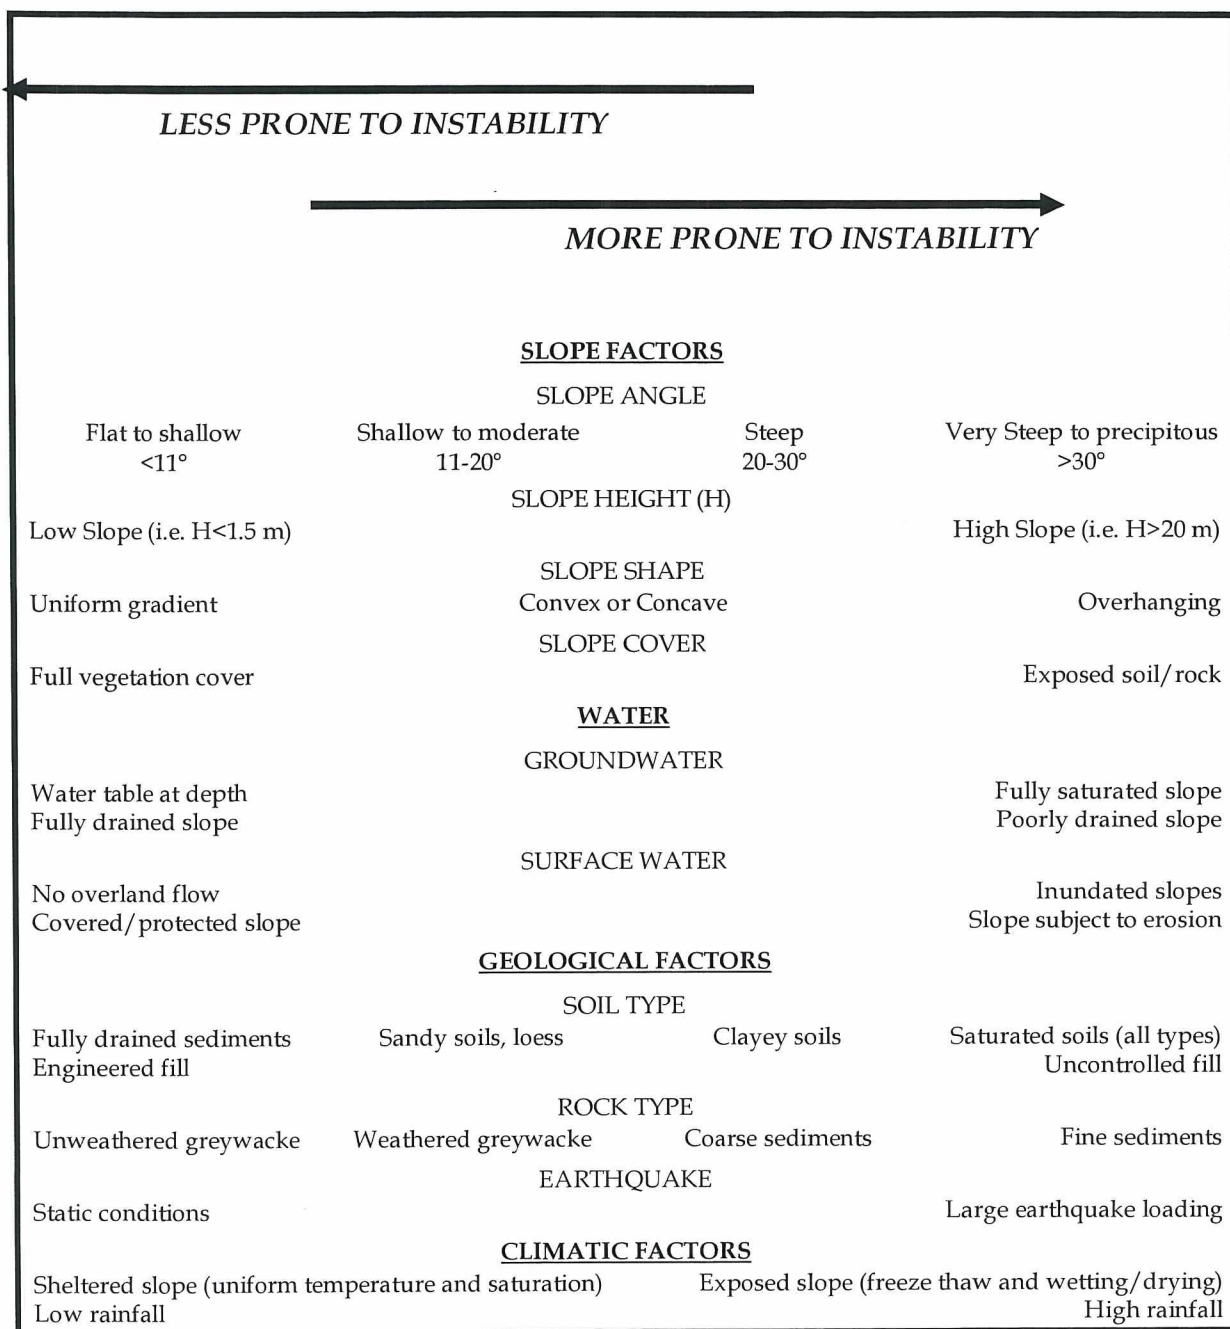 LESS PRONE TO INSTABILITY
MORE PRONE TO INSTABILITY
SLOPE FACTORS
SLOPE ANGLE
Flat to shallow Shallow to moderate Steep Very Steep to precipitous
<11° 11-20° 20-30° >30°
SLOPE HEIGHT (H)
Low Slope (i.e. H<1.5 m) High Slope (i.e. H>20 m)
SLOPE SHAPE
Uniform gradient Convex or Concave Overhanging
SLOPE COVER
Full vegetation cover Exposed soil/rock
WATER
GROUNDWATER
Water table at depth Fully saturated slope
Fully drained slope Poorly drained slope
SURFACE WATER
No overland flow Inundated slopes
Covered/protected slope Slope subject to erosion
GEOLOGICAL FACTORS
SOIL TYPE
Fully drained sediments Sandy soils, loess Clayey soils Saturated soils (all types)
Engineered fill Uncontrolled fill
ROCK TYPE
Unweathered greywacke Weathered greywacke Coarse sediments Fine sediments
EARTHQUAKE
Static conditions Large earthquake loading
CLIMATIC FACTORS
Sheltered slope (uniform temperature and saturation) Exposed slope (freeze thaw and wetting/drying)
Low rainfall High rainfall